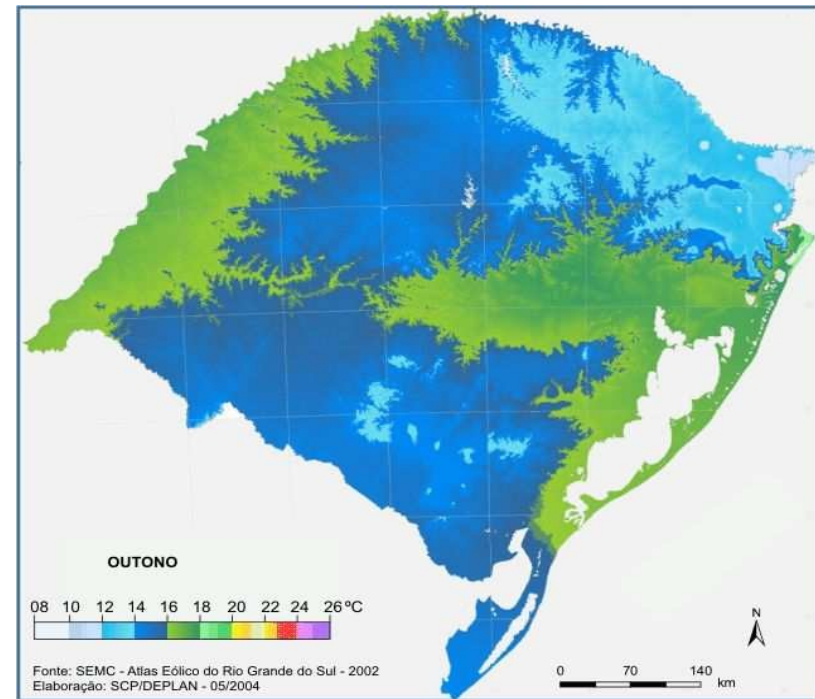 OUTONO
08 10 12 14 16 18 20 22 24 26 ºC
Fonte: SEMC - Atlas Eólico do Rio Grande do Sul - 2002
Elaboração: SCP/DEPLAN - 05/2004
N
0 70 140
km